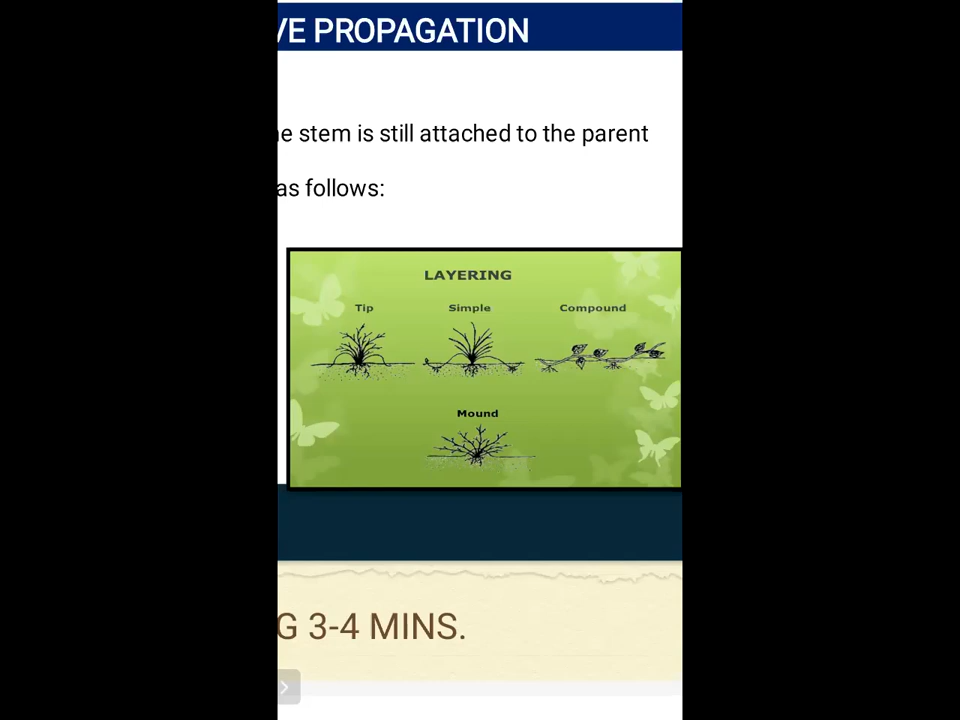 VE PROPAGATION
e stem is still attached to the parent
as follows:
LAYERING
Tip Simple Compound
Mound
G 3-4 MINS.